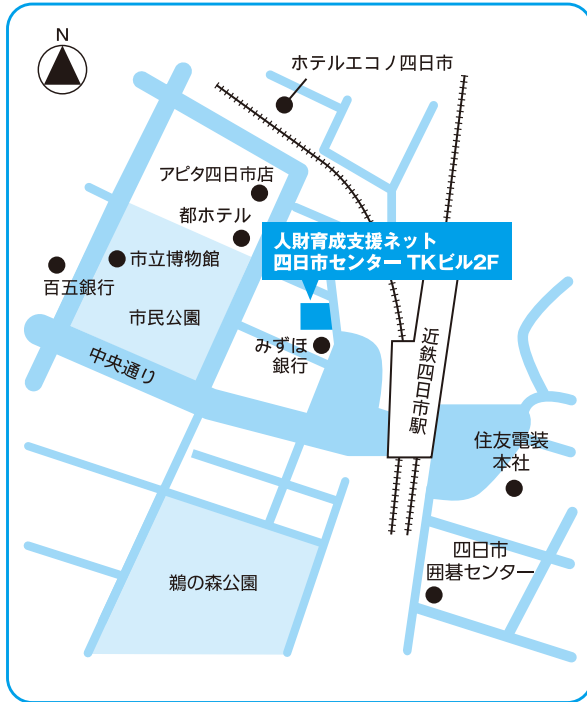 N
ホテルエコノ四日市
アピタ四日市店
都ホテル
人財育成支援ネット
四日市センター TKビル2F
市立博物館
百五銀行
市民公園
みずほ
銀行
中央通り
近鉄四日市駅
住友電装
本社
四日市
囲碁センター
鵜の森公園